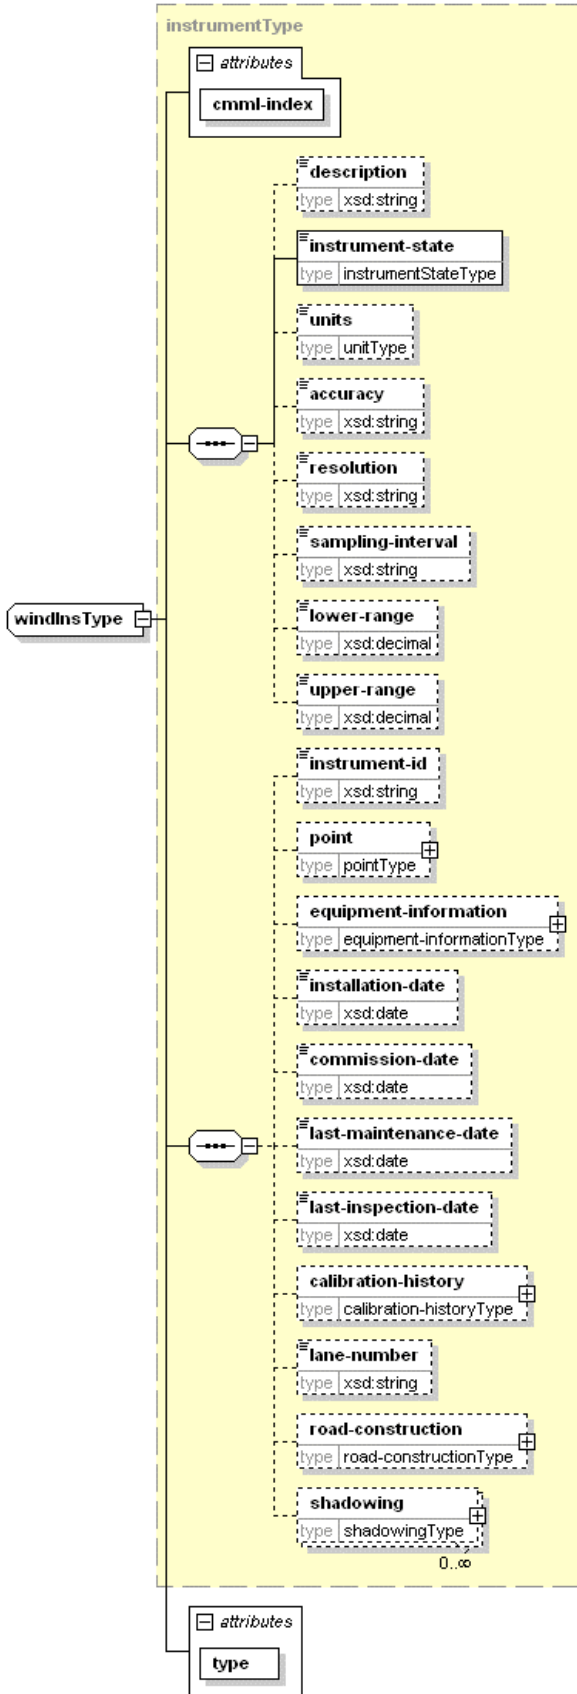 instrumentType
attributes
cmml-index
description
type xsd:string
instrument-state
type instrumentStateType
units
type unitType
accuracy
type xsd:string
resolution
type xsd:string
sampling-interval
type xsd:string
windInsType
lower-range
type xsd:decimal
upper-range
type xsd:decimal
instrument-id
type xsd:string
point
type pointType
equipment-information
type equipment-informationType
installation-date
type xsd:date
commission-date
type xsd:date
last-maintenance-date
type xsd:date
last-inspection-date
type xsd:date
calibration-history
type calibration-historyType
lane-number
type xsd:string
road-construction
type road-constructionType
shadowing
type shadowingType
0..∞
attributes
type